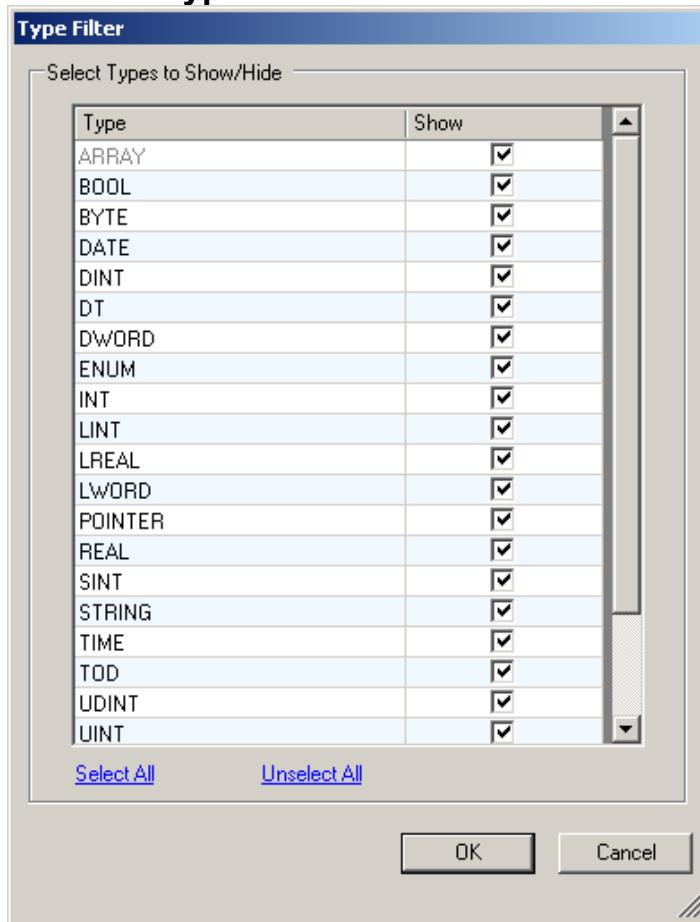 Type Filter
Select Types to Show/Hide
Type Show
ARRAY
BOOL
BYTE
DATE
DINT
DT
DWORD
ENUM
INT
LINT
LREAL
LWORD
POINTER
REAL
SINT
STRING
TIME
TOD
UDINT
UINT
Select All Unselect All
OK Cancel